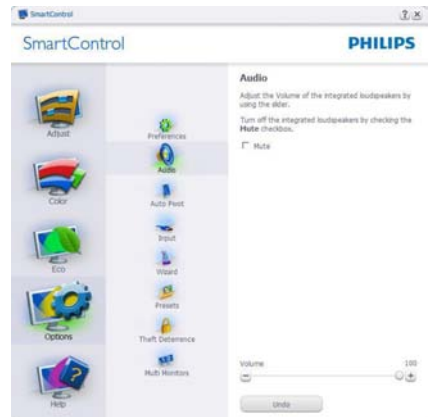 SmartControl
SmartControl
PHILIPS
Adjust
Color
Eco
Options
Help
Preferences
Audio
Auto Pivot
Input
Wizard
Presets
Theft Deterrence
Multi Monitors
Audio
Adjust the Volume of the integrated loudspeakers by
using the slider.
Turn off the integrated loudspeakers by checking the
Mute checkbox.
Mute
Volume 100
Undo